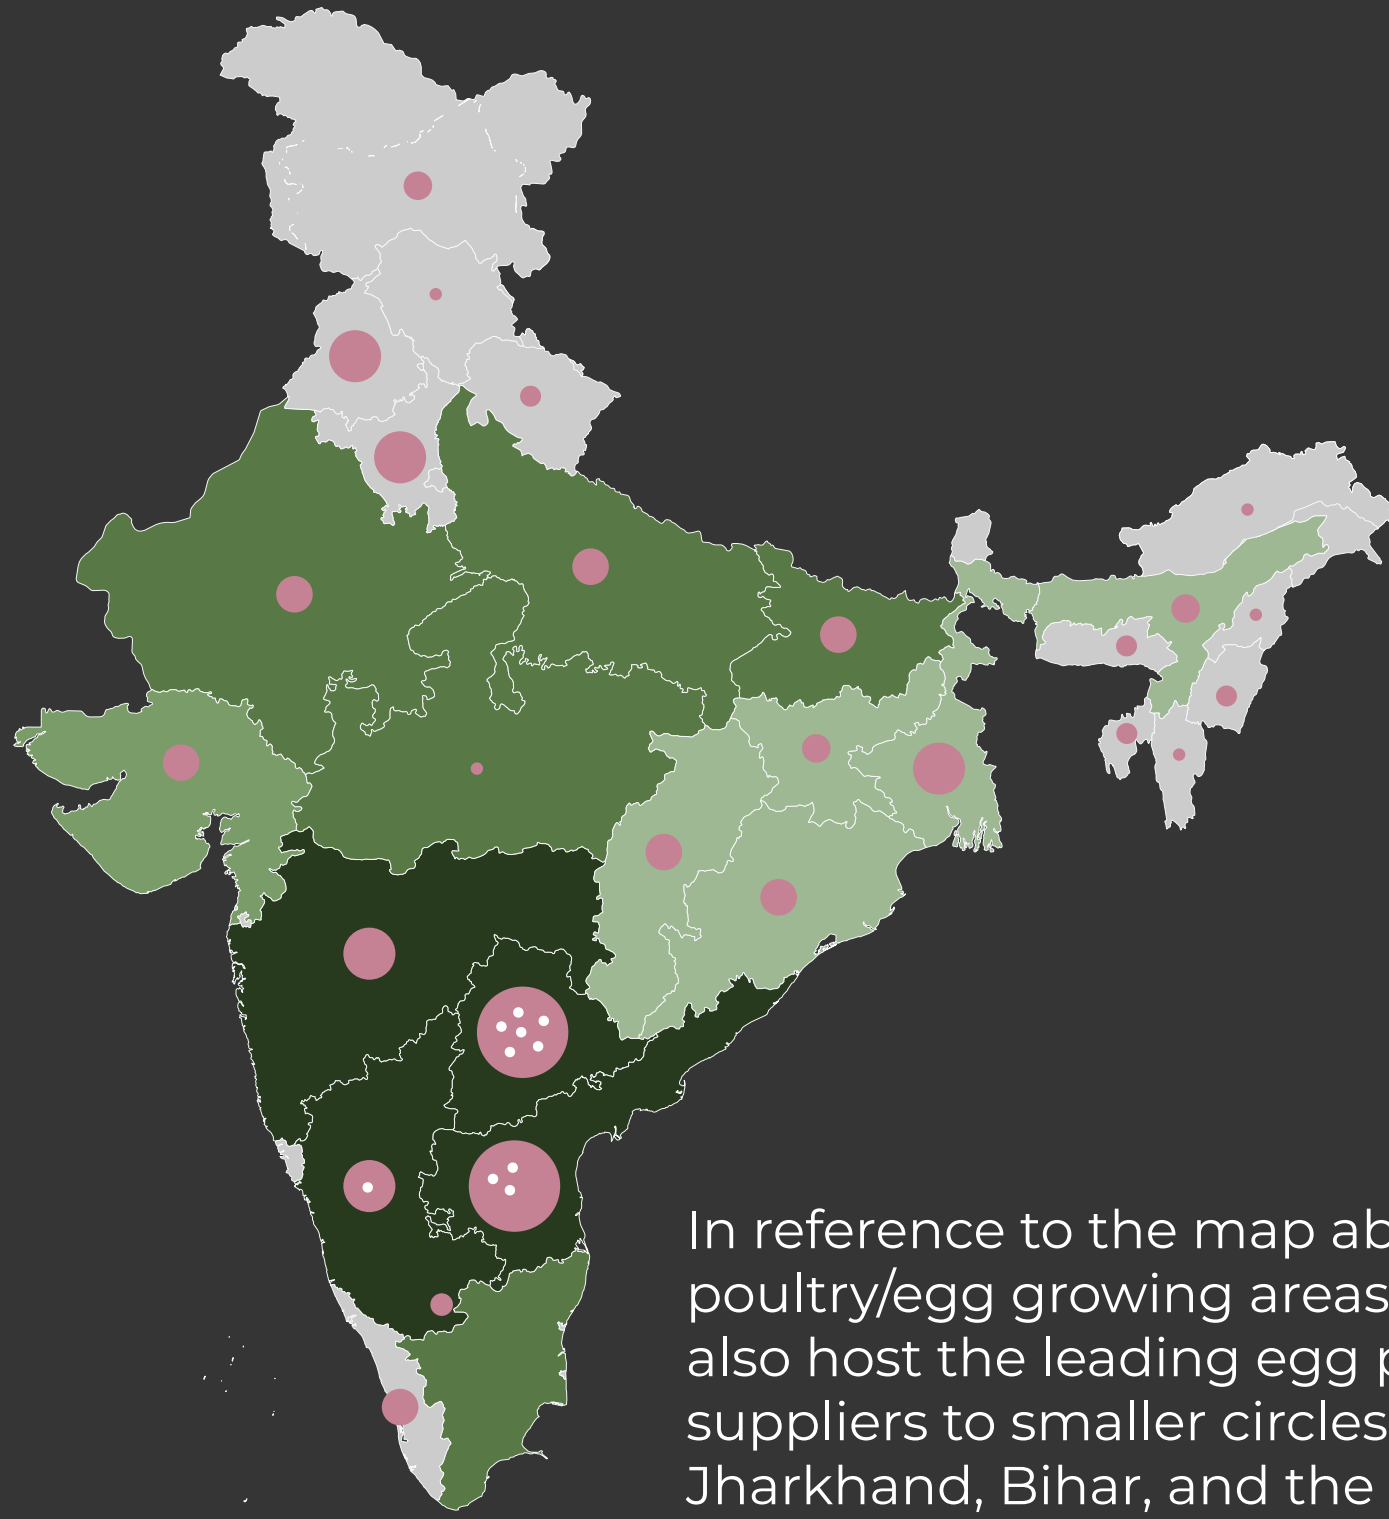 In reference to the map
poultry/egg growing areas
also host the leading egg
suppliers to smaller circles
Jharkhand, Bihar, and the